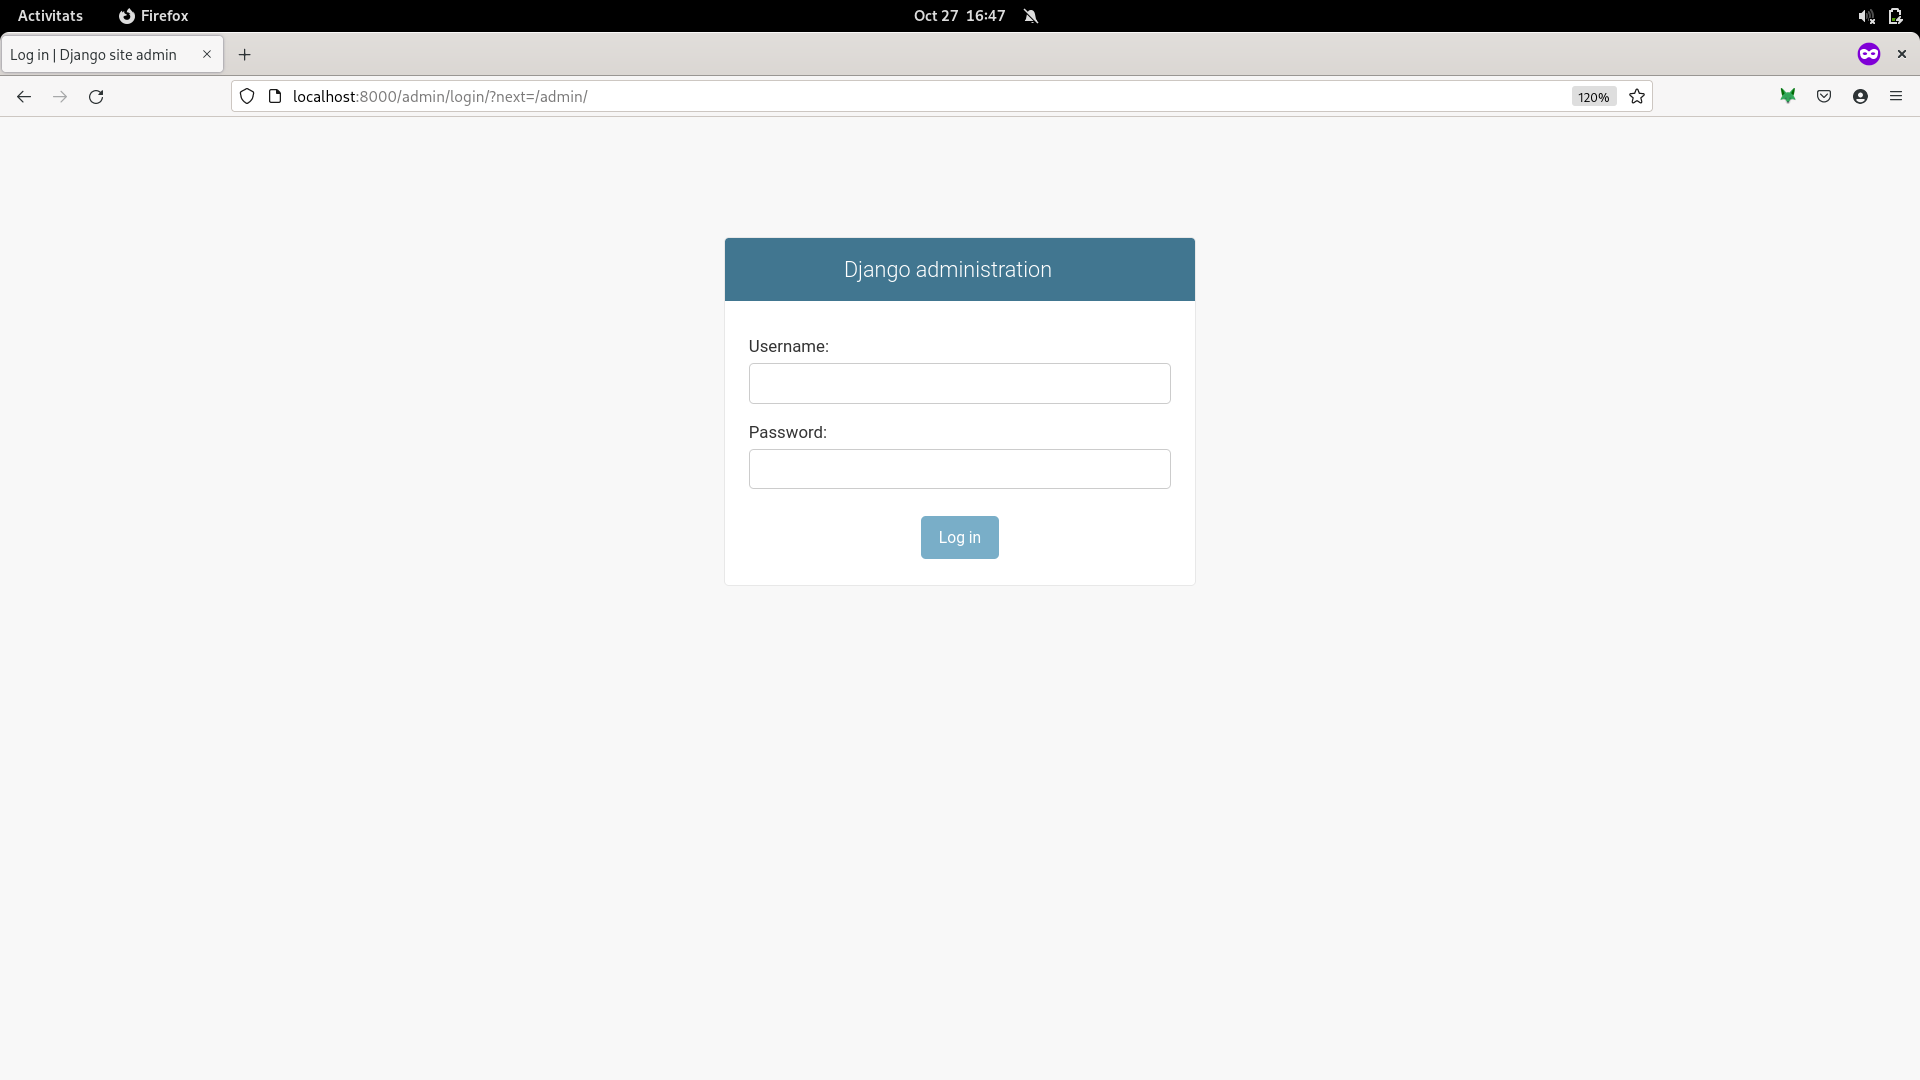 Activitats Firefox Oct 27 16:47
Log in | Django site admin
localhost:8000/admin/login/?next=/admin/ 120%
Django administration
Username:
Password:
Log in